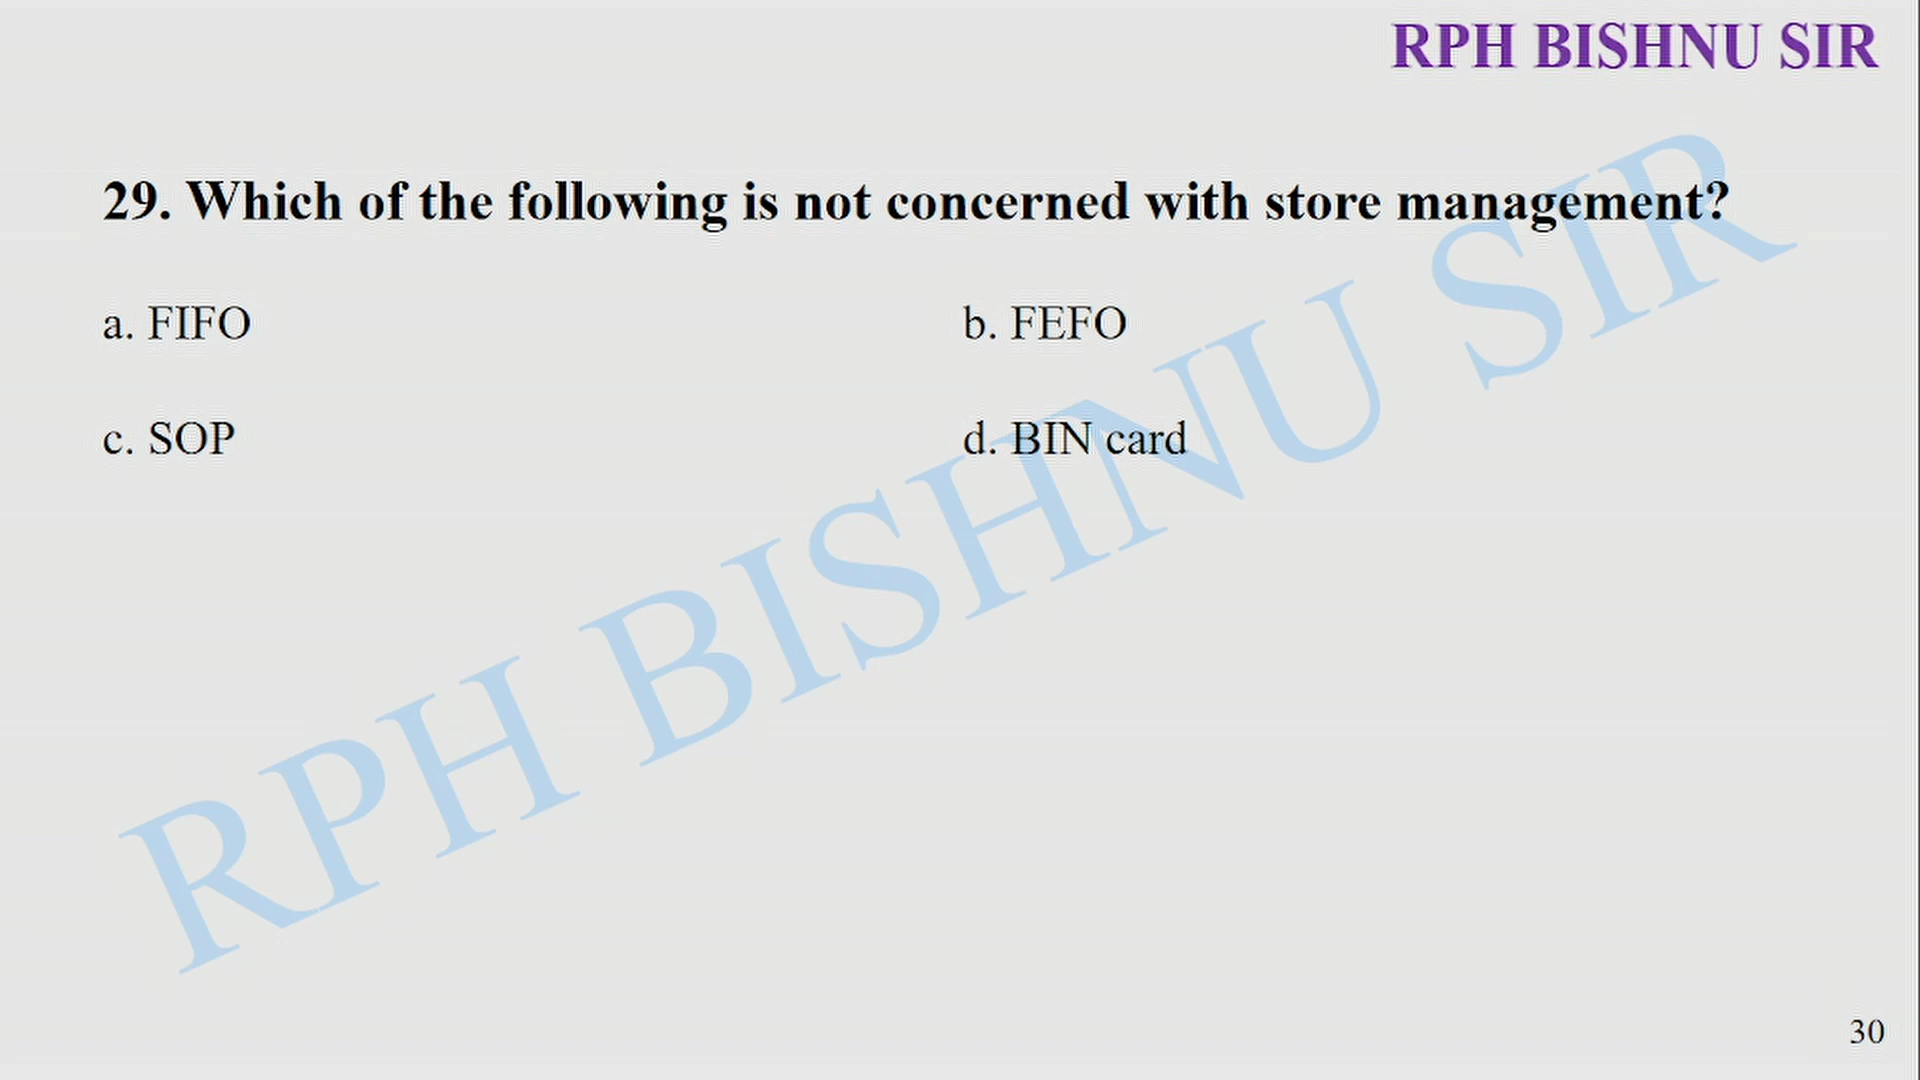 RPH BISHNU SIR
29. Which of the following is not concerned with store management?
a. FIFO
b. FEFO
c. SOP
d. BIN card
RPH BISHNU SIR
30